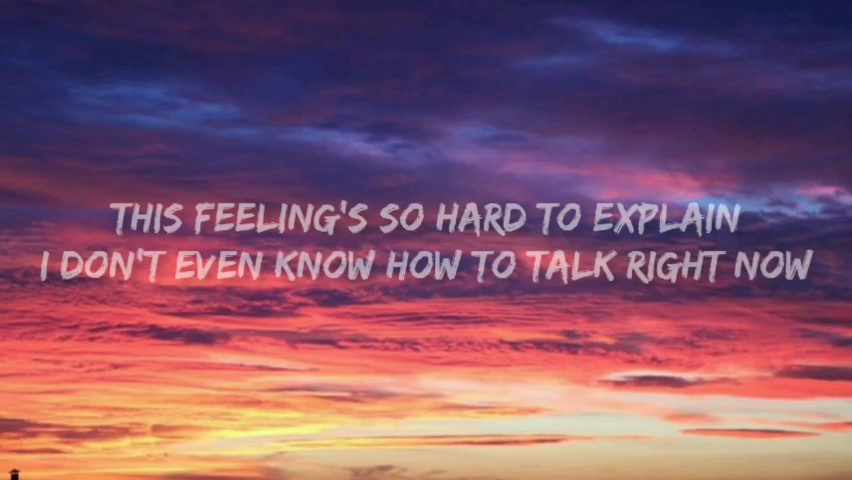 THIS FEELING'S SO HARD TO EXPLAIN
I DON'T EVEN KNOW HOW TO TALK RIGHT NOW